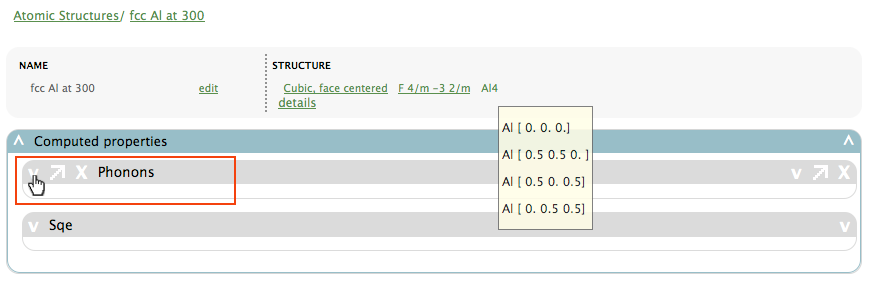 Atomic Structures/ fcc Al at 300
NAME
STRUCTURE
fcc Al at 300 edit
Cubic, face centered F 4/m -3 2/m Al4
details
Al [ 0. 0. 0.]
Al [ 0.5 0.5 0. ]
Al [ 0.5 0. 0.5]
Al [ 0. 0.5 0.5]
Computed properties
v X Phonons v X
v Sqe v